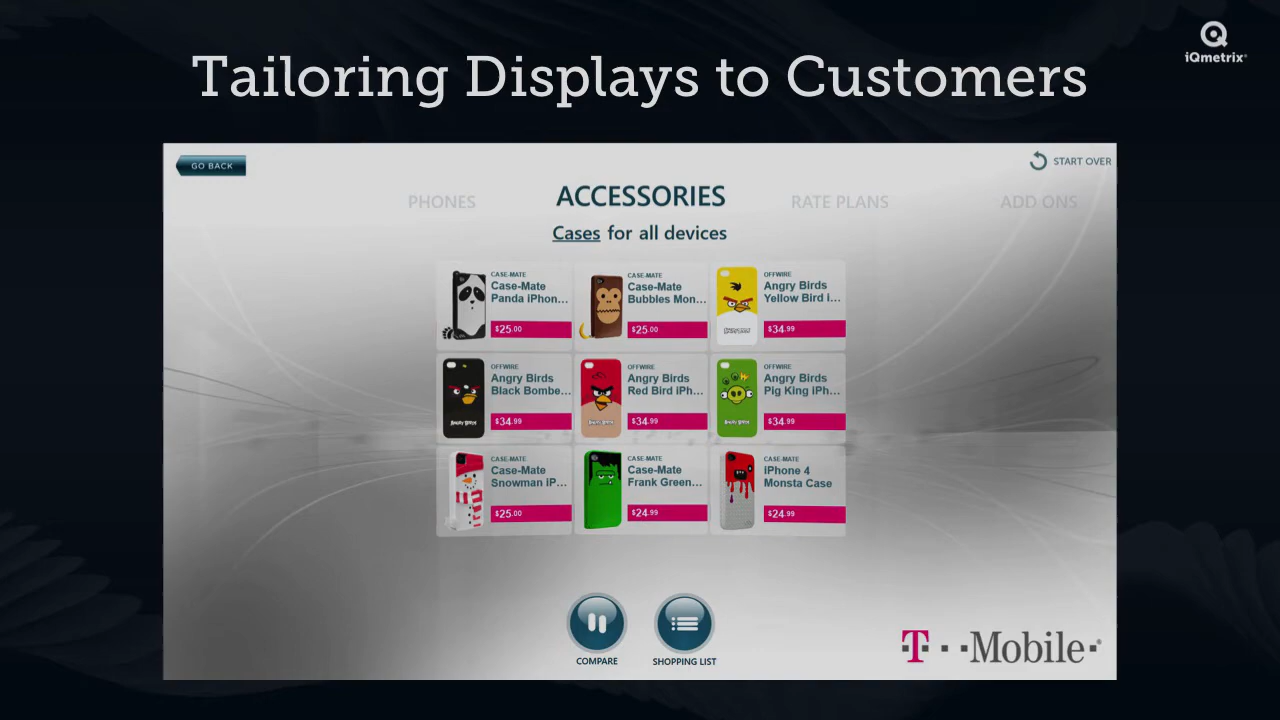 Tailoring Displays to Customers
iQmetrix
GO BACK
START OVER
PHONES
ACCESSORIES
RATE PLANS
ADD ONS
Cases for all devices
CASE-MATE
Case-Mate
Panda iPhon...
$25.00
CASE-MATE
Case-Mate
Bubbles Mon...
$25.00
OFFWIRE
Angry Birds
Yellow Bird i...
$34.99
OFFWIRE
Angry Birds
Black Bombe...
$34.99
OFFWIRE
Angry Birds
Red Bird iPh...
$34.99
OFFWIRE
Angry Birds
Pig King iPh...
$34.99
CASE-MATE
Case-Mate
Snowman iP...
$25.00
CASE-MATE
Case-Mate
Frank Green...
$24.99
CASE-MATE
iPhone 4
Monsta Case
$24.99
COMPARE
SHOPPING LIST
T Mobile